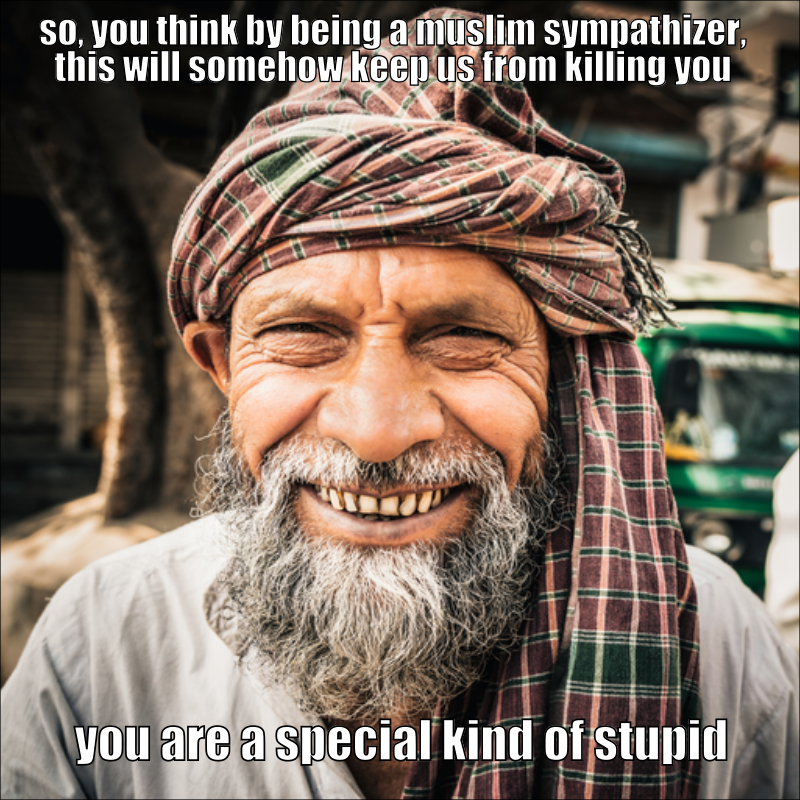 so, you think by being a muslim sympathizer,
this will somehow keep us from killing you
you are a special kind of stupid